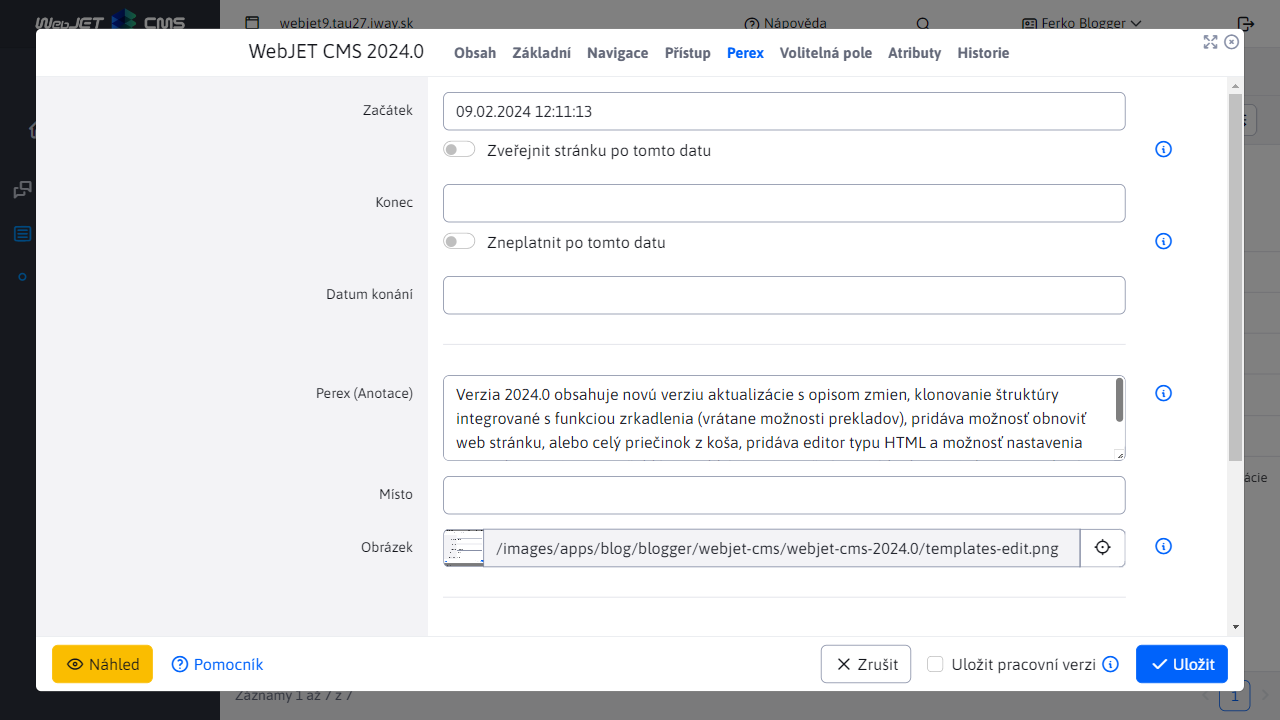 WebJET CMS
webjet9.tau27.iway.sk
Nápověda
Ferko Blogger
WebJET CMS 2024.0
Obsah
Základní
Navigace
Přístup
Perex
Volitelná pole
Atributy
Historie
Začátek
09.02.2024 12:11:13
Zveřejnit stránku po tomto datu
Konec
Zneplatnit po tomto datu
Datum konání
Perex (Anotace)
Verzia 2024.0 obsahuje novú verziu aktualizácie s opisom zmien, klonovanie štruktúry
integrované s funkciou zrkadlenia (vrátane možnosti prekladov), pridáva možnosť obnoviť
web stránku, alebo celý priečinok z koša, pridáva editor typu HTML a možnosť nastavenia
ácie
Místo
Obrázek
/images/apps/blog/blogger/webjet-cms/webjet-cms-2024.0/templates-edit.png
Náhled
Pomocník
Zrušit
Uložit pracovní verzi
Uložit
Záznamy 1 až 7 z 7
1